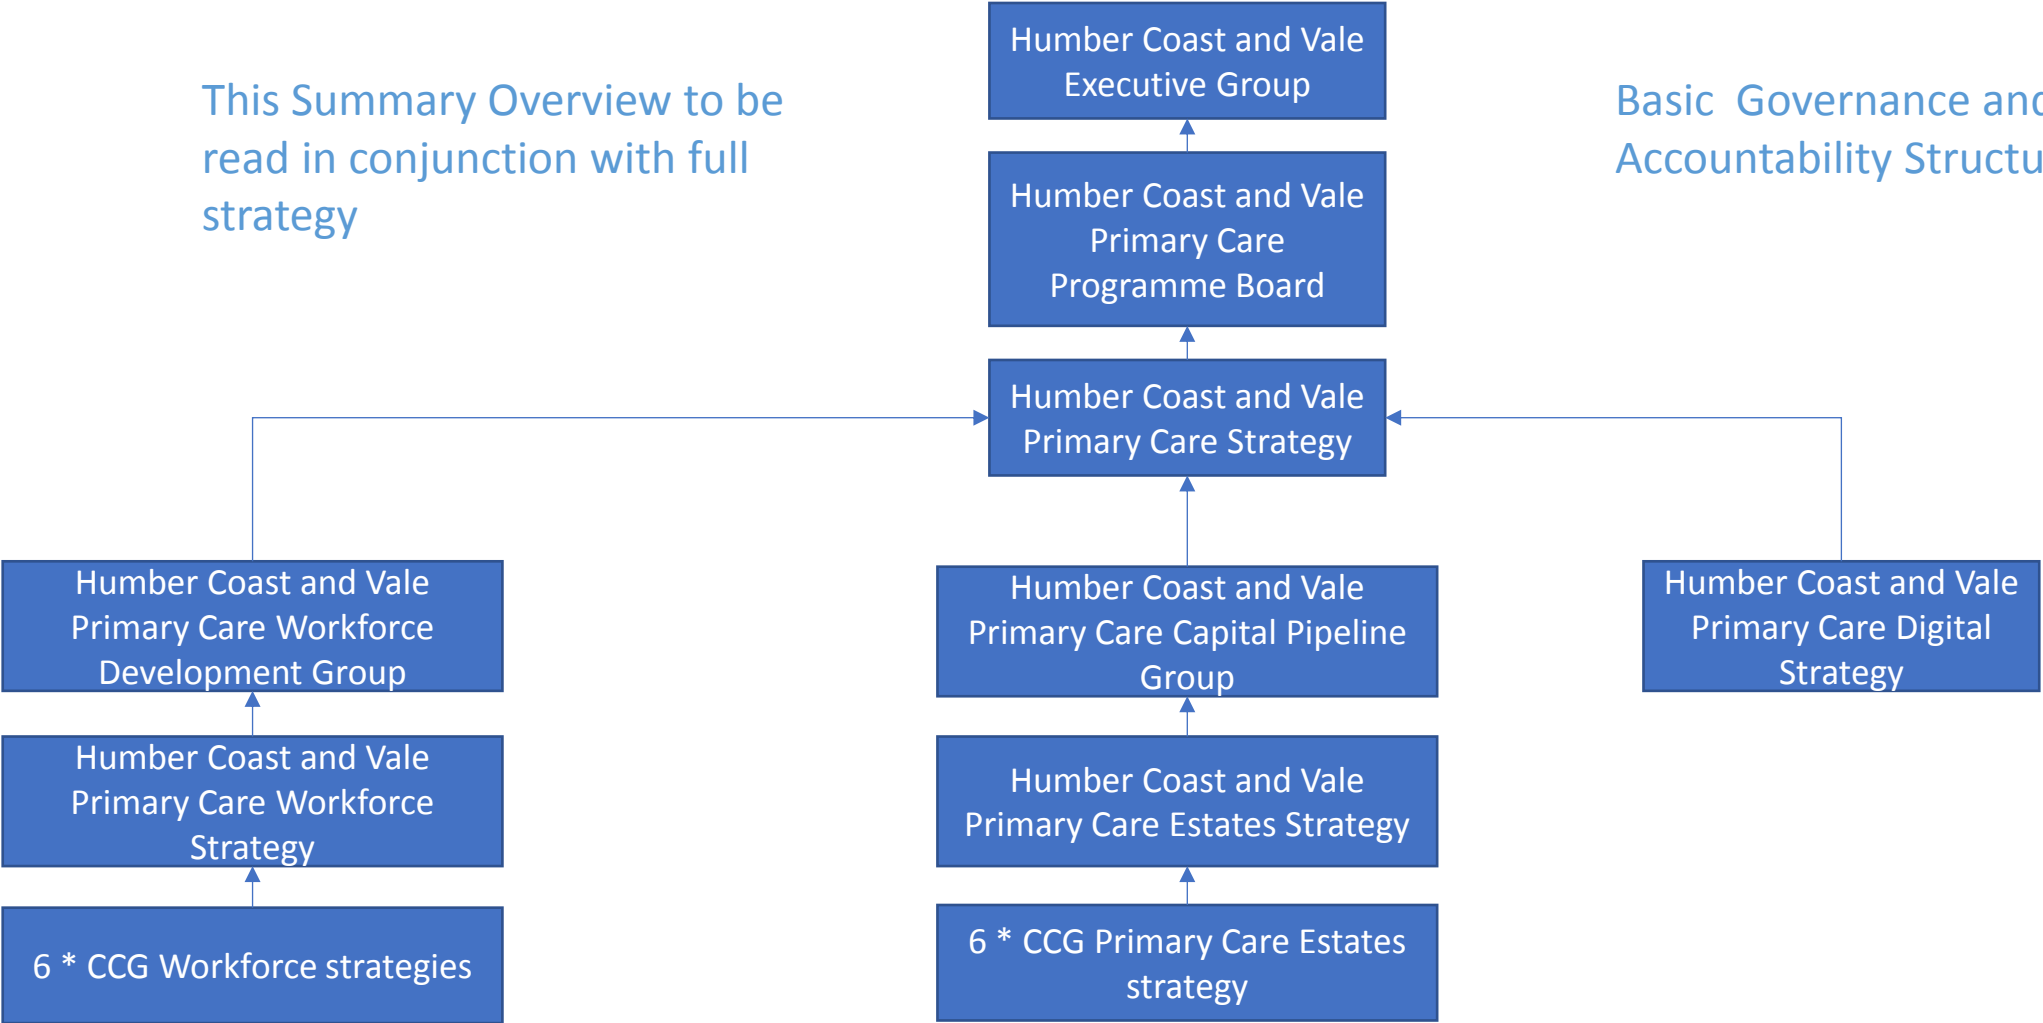 Humber Coast and Vale
Executive Group
This Summary Overview to be
read in conjunction with full
strategy
Basic Governance and
Accountability Structu
Humber Coast and Vale
Primary Care
Programme Board
Humber Coast and Vale
Primary Care Strategy
Humber Coast and Vale
Primary Care Workforce
Development Group
Humber Coast and Vale
Primary Care Capital Pipeline
Group
Humber Coast and Vale
Primary Care Digital
Strategy
Humber Coast and Vale
Primary Care Workforce
Strategy
Humber Coast and Vale
Primary Care Estates Strategy
6 * CCG Workforce strategies
6 * CCG Primary Care Estates
strategy